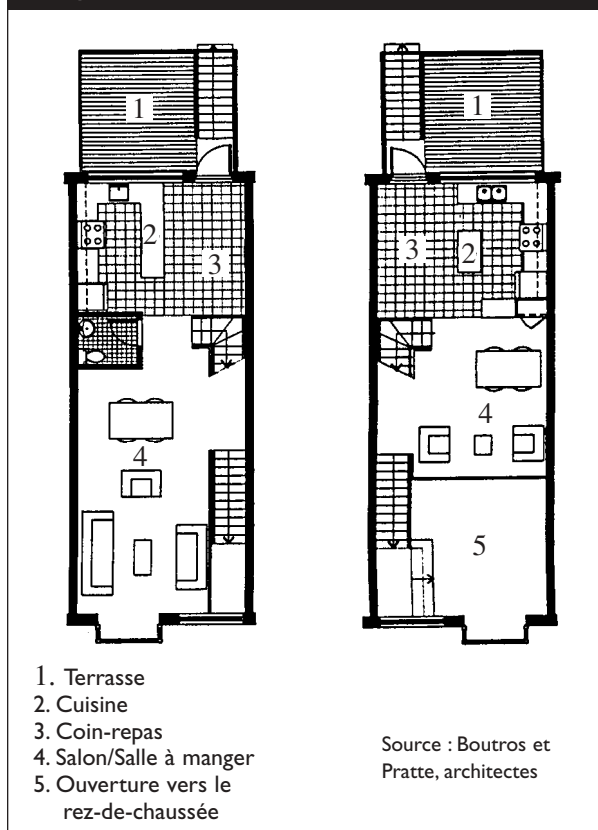 1
1
2
3
3
2
4
4
5
1. Terrasse
2. Cuisine
3. Coin-repas
4. Salon/Salle à manger
5. Ouverture vers le
rez-de-chaussée
Source : Boutros et
Pratte, architectes